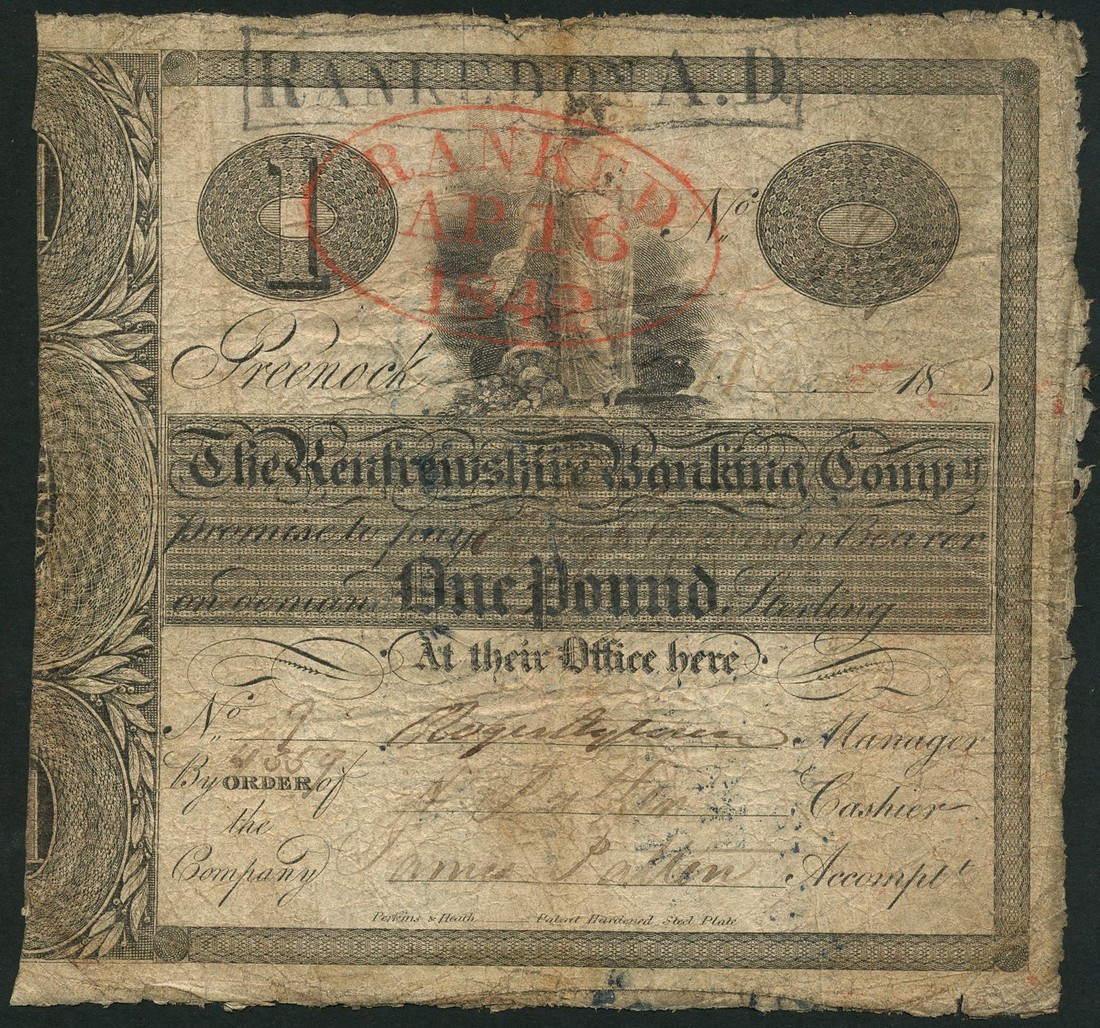 RANKED ON A.D.
RANKED
AP 16
1842
1
No.
Greenock 18
The Renfrewshire Banking Compy
Promise to pay Bearer
on demand One Pound Sterling
At their Office here
No. 9 Manager
4359
By ORDER of Cashier
the
Company James Patten Accompt
Perkins & Heath Patent Hardened Steel Plate